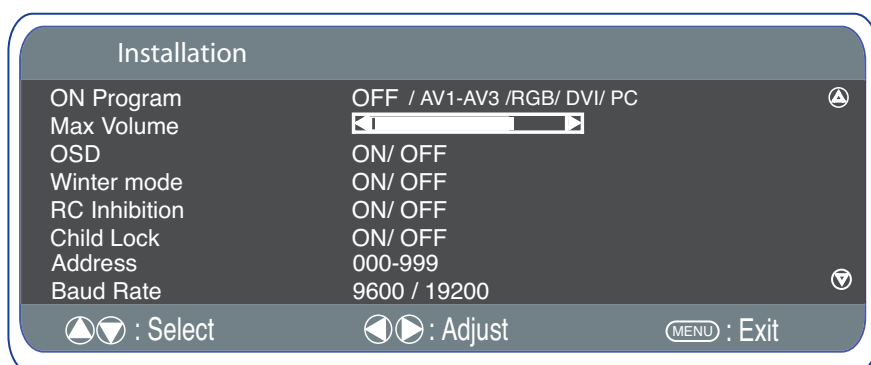 Installation
ON Program OFF / AV1-AV3 /RGB/ DVI/ PC
Max Volume
OSD ON/ OFF
Winter mode ON/ OFF
RC Inhibition ON/ OFF
Child Lock ON/ OFF
Address 000-999
Baud Rate 9600 / 19200
: Select : Adjust MENU : Exit